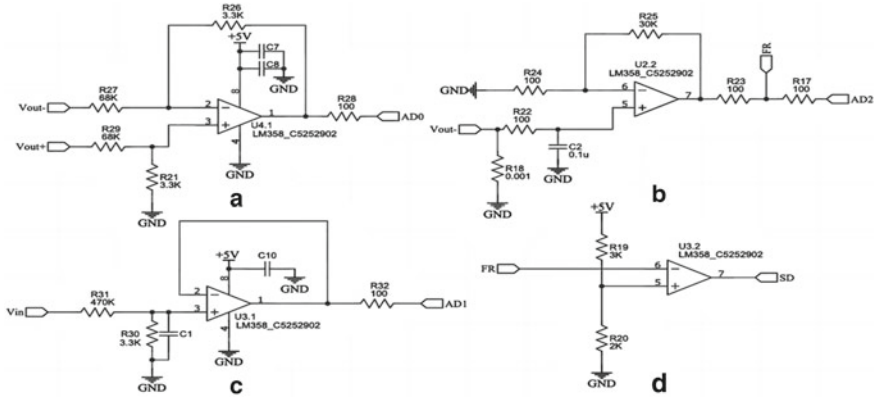 R26
3.3K
+5V
C7
C8
GND
8
Vout-
R27
68K
2
1
R28
100
AD0
3
U4.1
LM358_C5252902
Vout+
R29
68K
4
R21
3.3K
GND
GND
a
R25
30K
FR
U2.2
LM358_C5252902
GND
R24
100
6
7
R23
100
R17
100
AD2
5
Vout-
R22
100
C2
0.1u
R18
0.001
GND
GND
b
+5V
C10
8
GND
2
1
R32
100
AD1
Vin
R31
470K
3
U3.1
LM358_C5252902
R30
3.3K
C1
4
GND
GND
c
+5V
R19
3K
U3.2
LM358_C5252902
FR
6
7
SD
5
R20
2K
GND
d